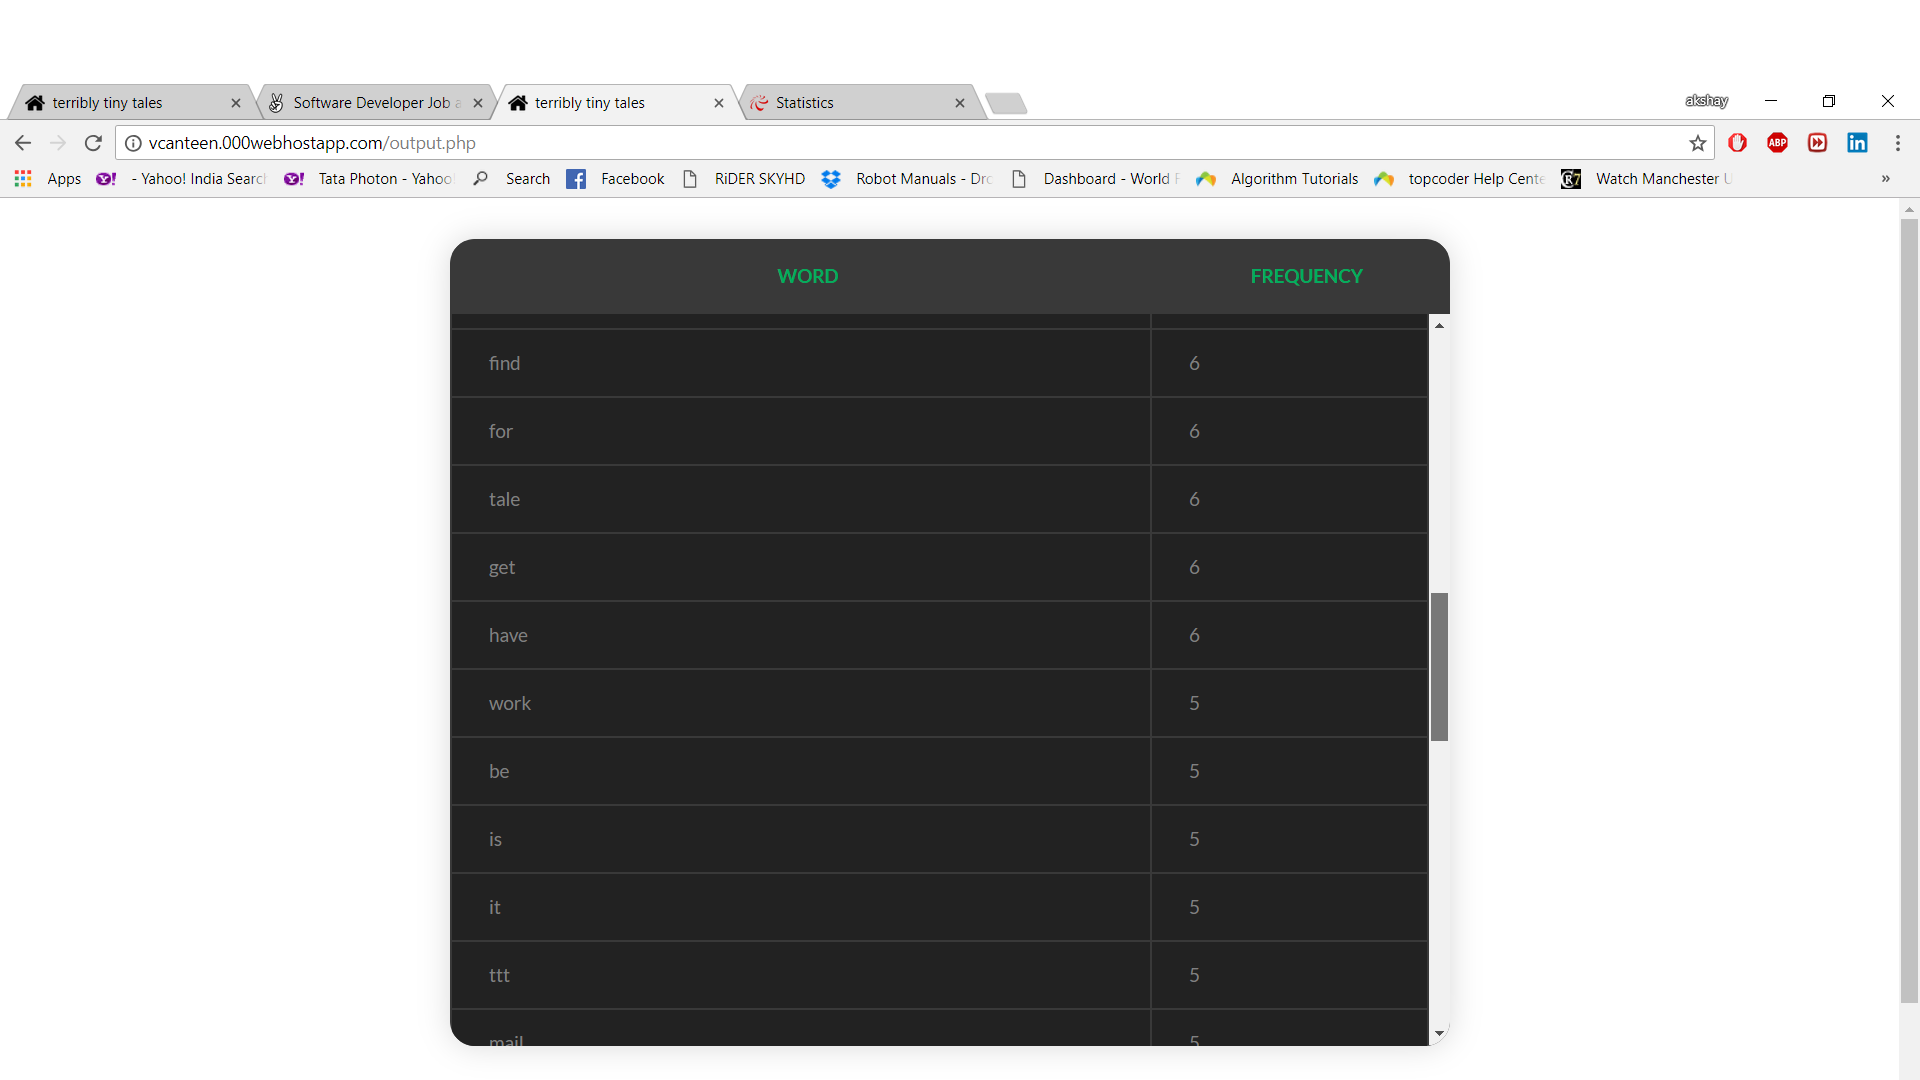 terribly tiny tales
Software Developer Job a
terribly tiny tales
Statistics
akshay
vcanteen.000webhostapp.com/output.php
Apps
- Yahoo! India Search
Tata Photon - Yahoo!
Search
Facebook
RiDER SKYHD
Robot Manuals - Dro
Dashboard - World F
Algorithm Tutorials
topcoder Help Cente
Watch Manchester U
»
ABP
WORD FREQUENCY
find 6
for 6
tale 6
get 6
have 6
work 5
be 5
is 5
it 5
ttt 5
mail 5